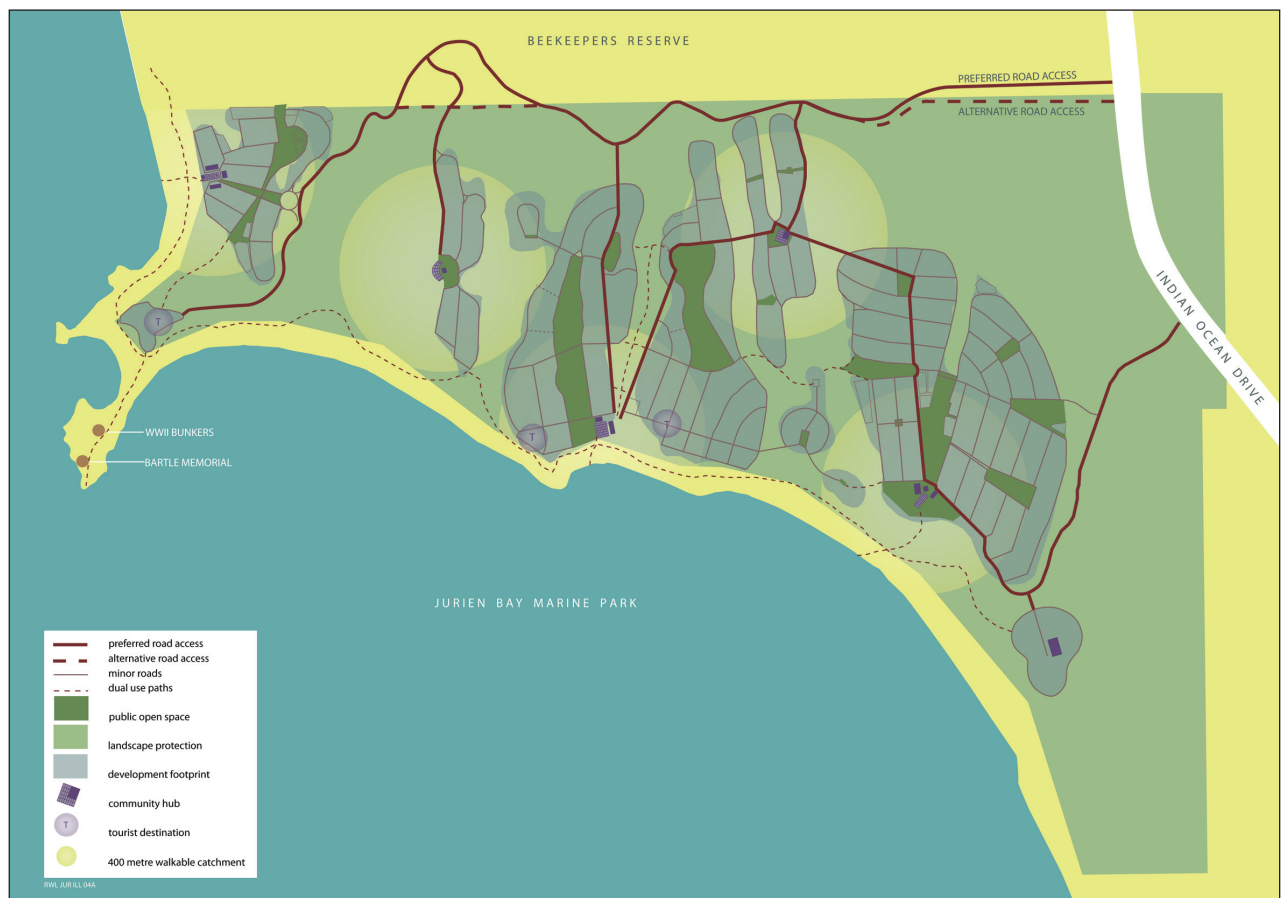 BEEKEEPERS RESERVE
PREFERRED ROAD ACCESS
ALTERNATIVE ROAD ACCESS
INDIAN OCEAN DRIVE
T
WWII BUNKERS
BARTLE MEMORIAL
T
T
JURIEN BAY MARINE PARK
preferred road access
alternative road access
minor roads
dual use paths
public open space
landscape protection
development footprint
community hub
T
tourist destination
400 metre walkable catchment
RWL JUR ILL 04A